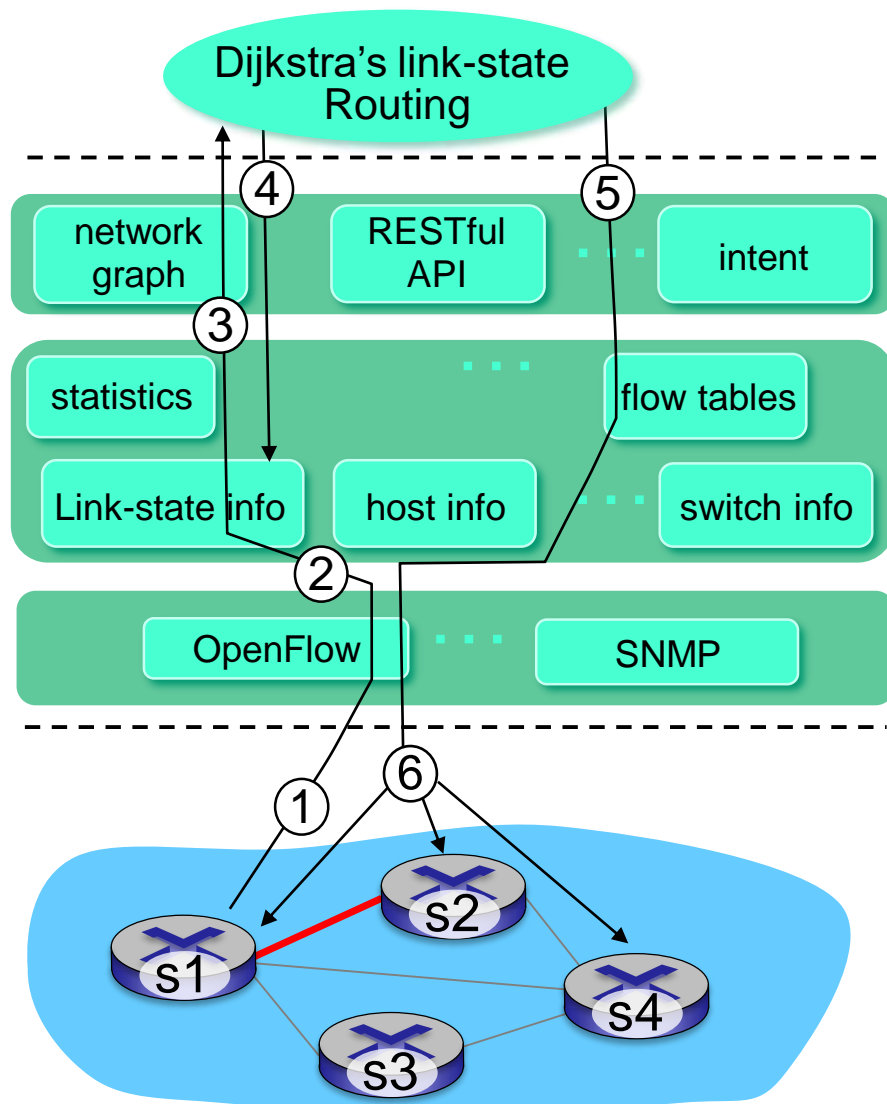 Dijkstra's link-state
Routing
4
5
network
graph
RESTful
API
. . .
intent
3
statistics
. . .
flow tables
Link-state info
host info
. . .
switch info
2
OpenFlow
. . .
SNMP
1
6
s2
s1
s4
s3